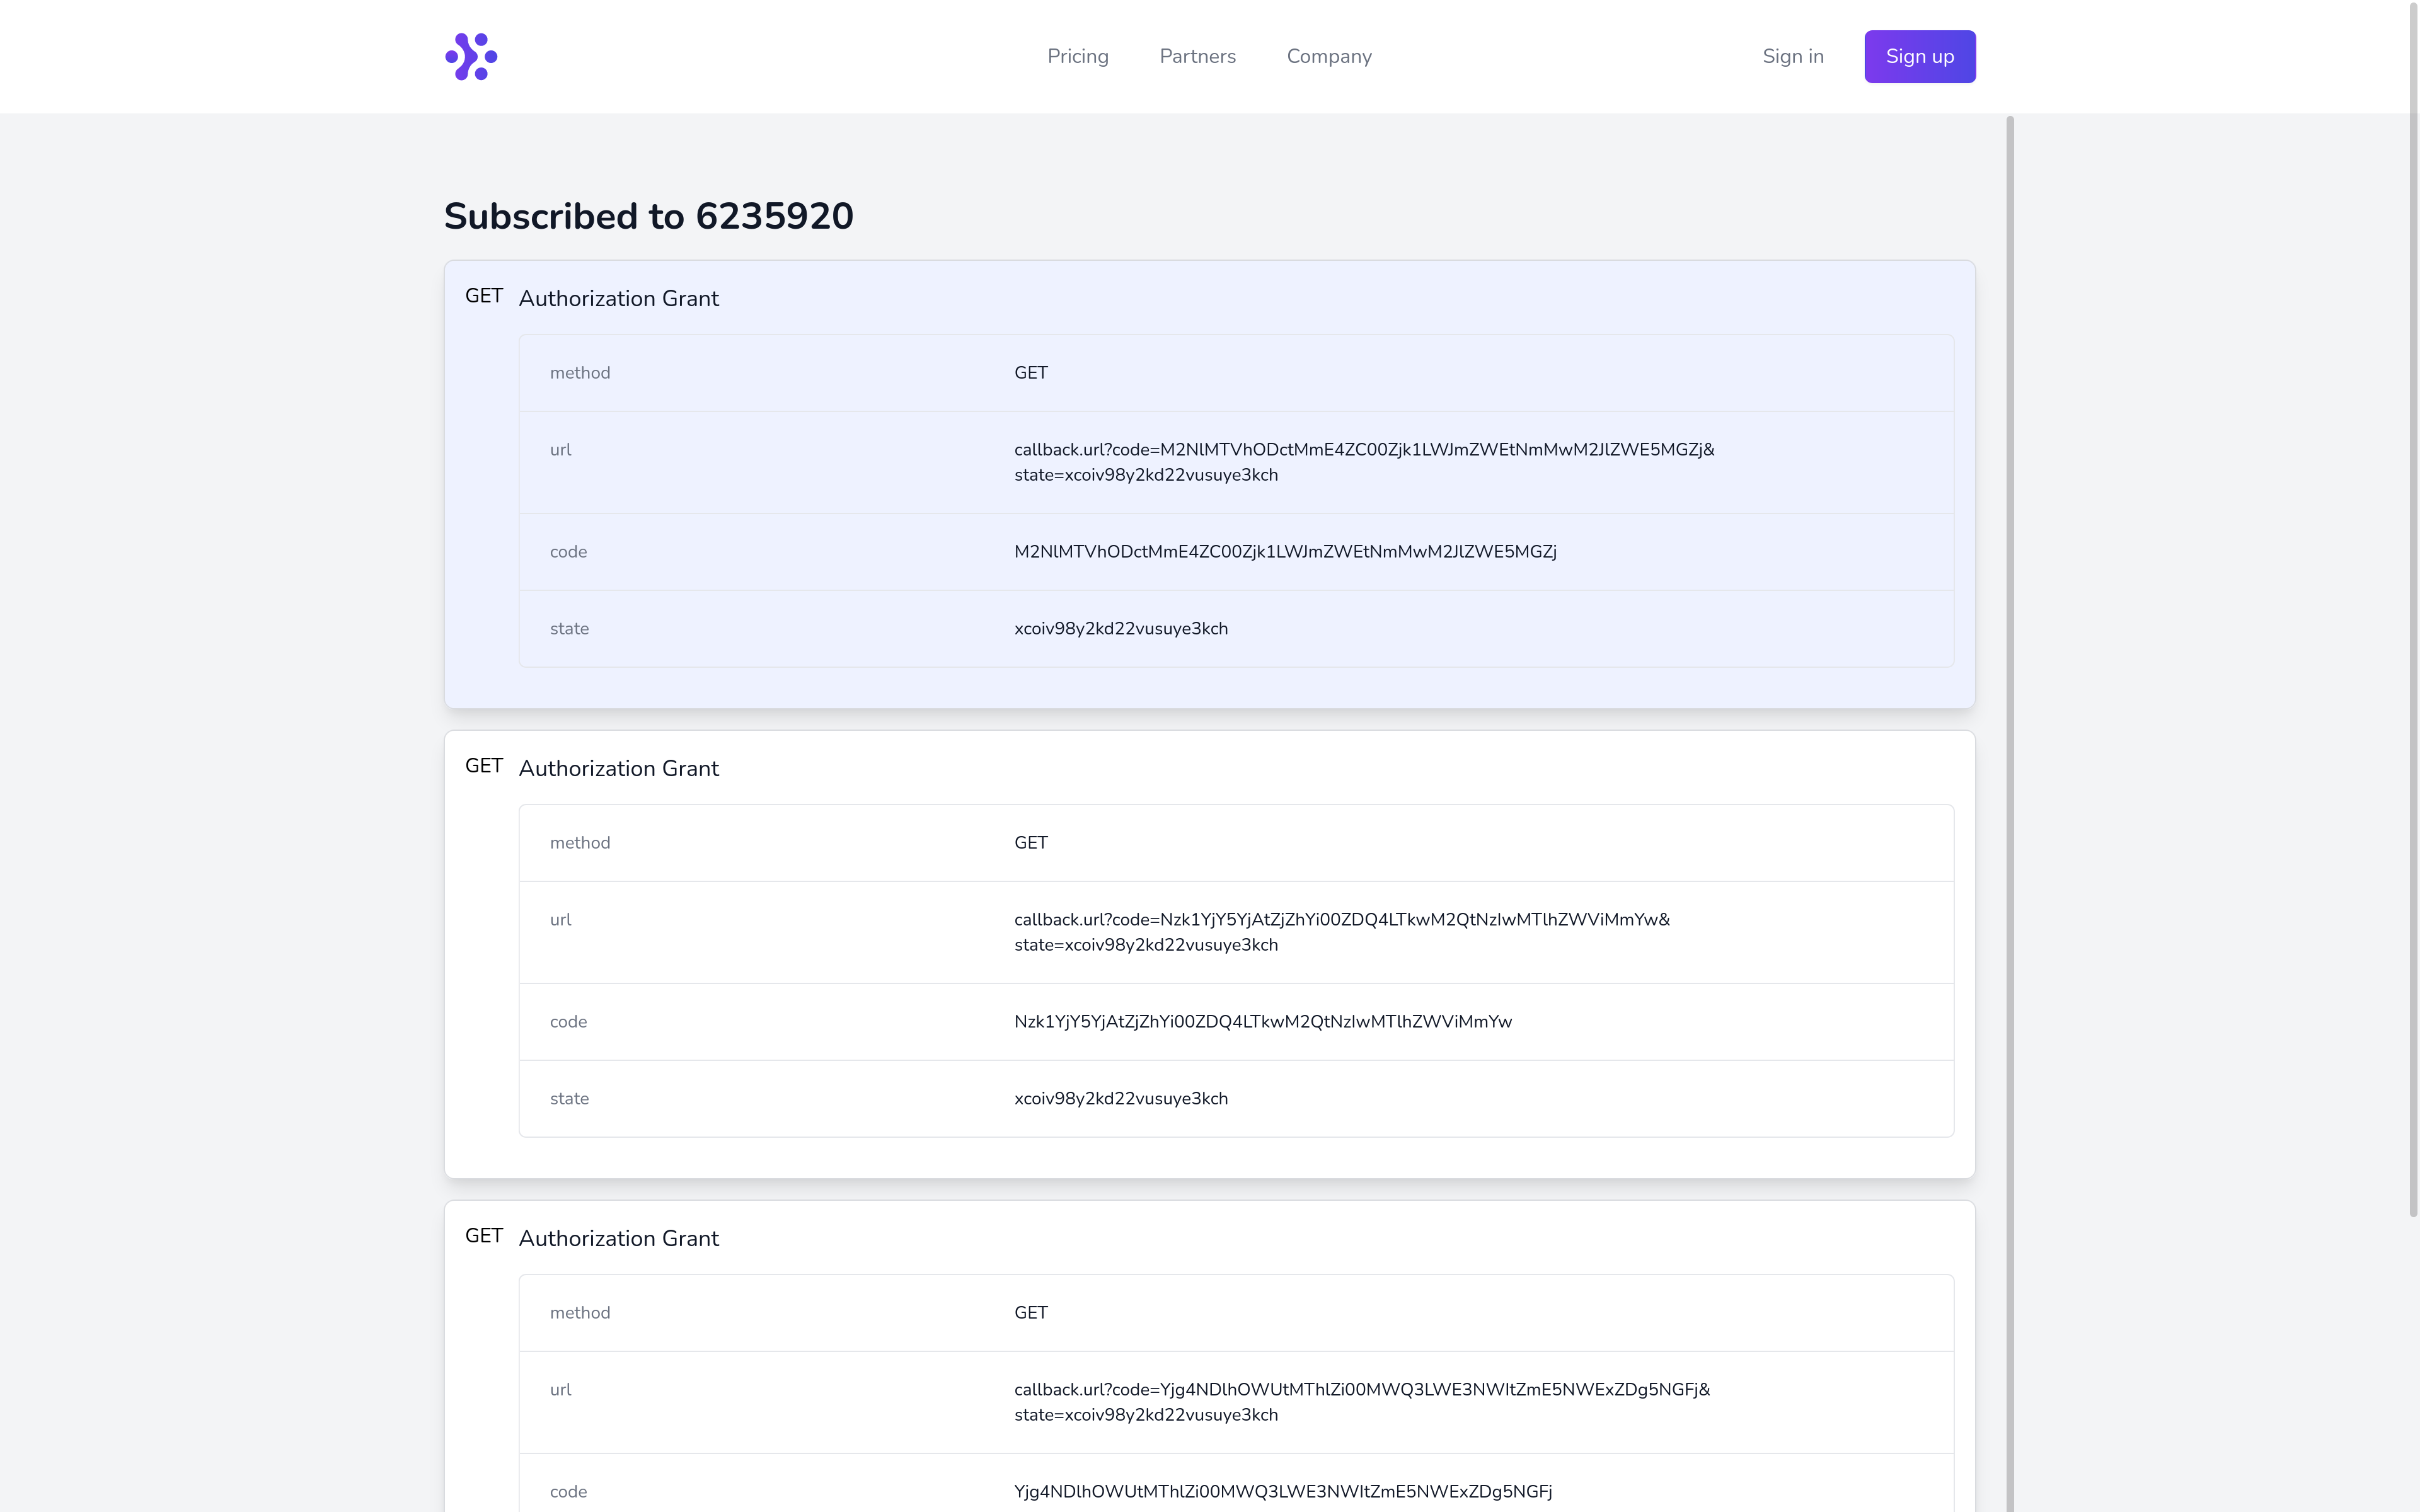 Pricing Partners Company Sign in Sign up
Subscribed to 6235920
GET Authorization Grant
method GET
url callback.url?code=M2NlMTVhODctMmE4ZC00Zjk1LWJmZWEtNmMwM2JlZWE5MGZj&
state=xcoiv98y2kd22vusuye3kch
code M2NlMTVhODctMmE4ZC00Zjk1LWJmZWEtNmMwM2JlZWE5MGZj
state xcoiv98y2kd22vusuye3kch
GET Authorization Grant
method GET
url callback.url?code=Nzk1YjY5YjAtZjZhYi00ZDQ4LTkwM2QtNzIwMTlhZWViMmYw&
state=xcoiv98y2kd22vusuye3kch
code Nzk1YjY5YjAtZjZhYi00ZDQ4LTkwM2QtNzIwMTlhZWViMmYw
state xcoiv98y2kd22vusuye3kch
GET Authorization Grant
method GET
url callback.url?code=Yjg4NDlhOWUtMThlZi00MWQ3LWE3NWItZmE5NWExZDg5NGFj&
state=xcoiv98y2kd22vusuye3kch
code Yjg4NDlhOWUtMThlZi00MWQ3LWE3NWItZmE5NWExZDg5NGFj